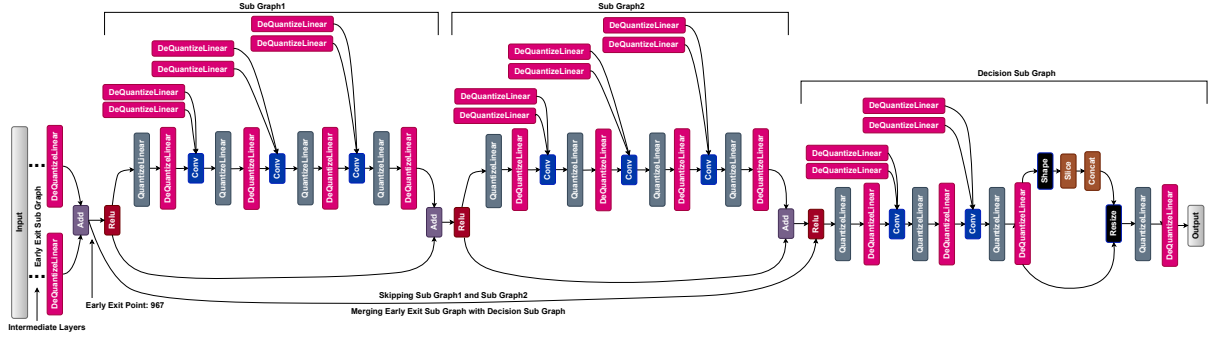 Sub Graph1
Sub Graph2
Decision Sub Graph
Input
DeQuantizeLinear
Early Exit Sub Graph
DeQuantizeLinear
Add
Relu
DeQuantizeLinear
DeQuantizeLinear
DeQuantizeLinear
DeQuantizeLinear
DeQuantizeLinear
DeQuantizeLinear
QuantizeLinear
DeQuantizeLinear
Conv
QuantizeLinear
DeQuantizeLinear
Conv
QuantizeLinear
DeQuantizeLinear
Conv
QuantizeLinear
DeQuantizeLinear
Add
Relu
DeQuantizeLinear
DeQuantizeLinear
DeQuantizeLinear
DeQuantizeLinear
DeQuantizeLinear
DeQuantizeLinear
QuantizeLinear
DeQuantizeLinear
Conv
QuantizeLinear
DeQuantizeLinear
Conv
QuantizeLinear
DeQuantizeLinear
Conv
QuantizeLinear
DeQuantizeLinear
Add
Relu
DeQuantizeLinear
DeQuantizeLinear
DeQuantizeLinear
DeQuantizeLinear
QuantizeLinear
DeQuantizeLinear
Conv
QuantizeLinear
DeQuantizeLinear
Conv
QuantizeLinear
DeQuantizeLinear
Shape
Slice
Concat
Resize
QuantizeLinear
DeQuantizeLinear
Output
Skipping Sub Graph1 and Sub Graph2
Early Exit Point: 967
Merging Early Exit Sub Graph with Decision Sub Graph
Intermediate Layers